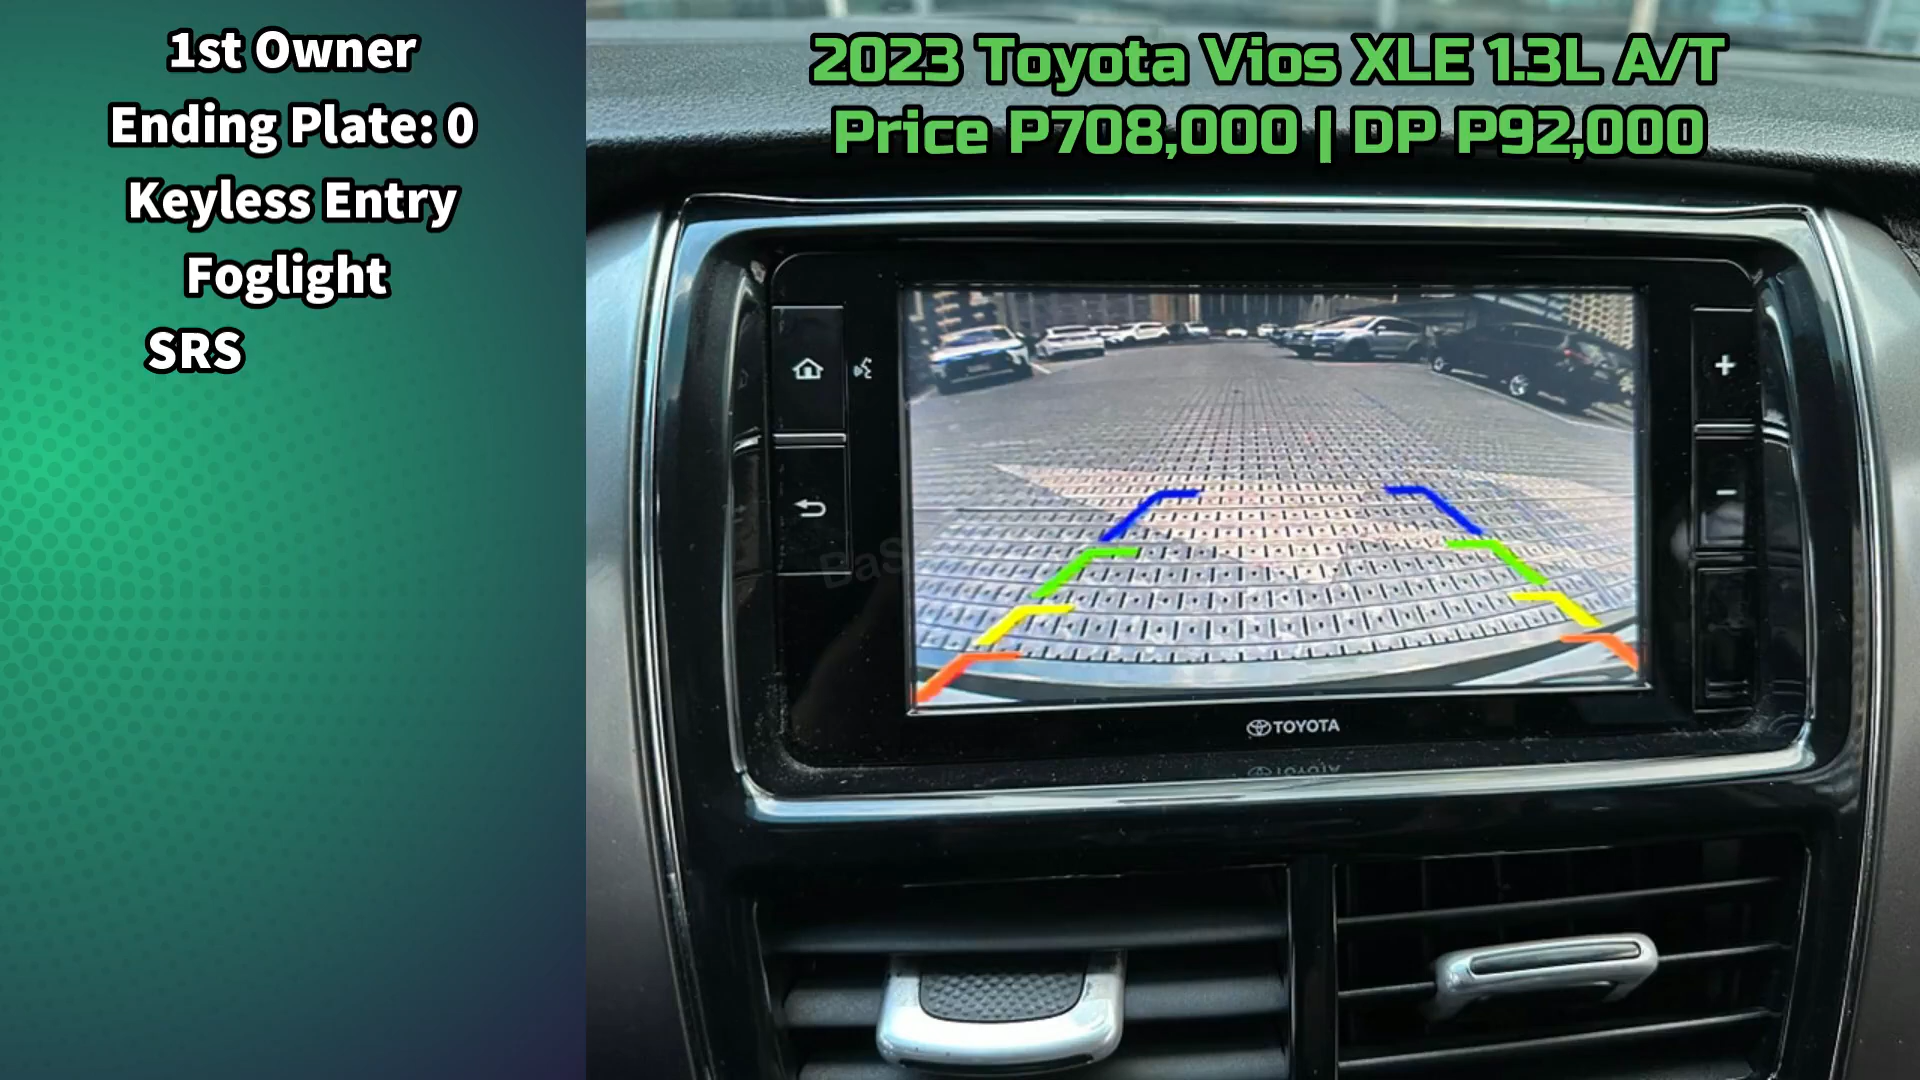 1st Owner
Ending Plate: 0
Keyless Entry
Foglight
SRS
2023 Toyota Vios XLE 1.3L A/T
Price P708,000 | DP P92,000
TOYOTA